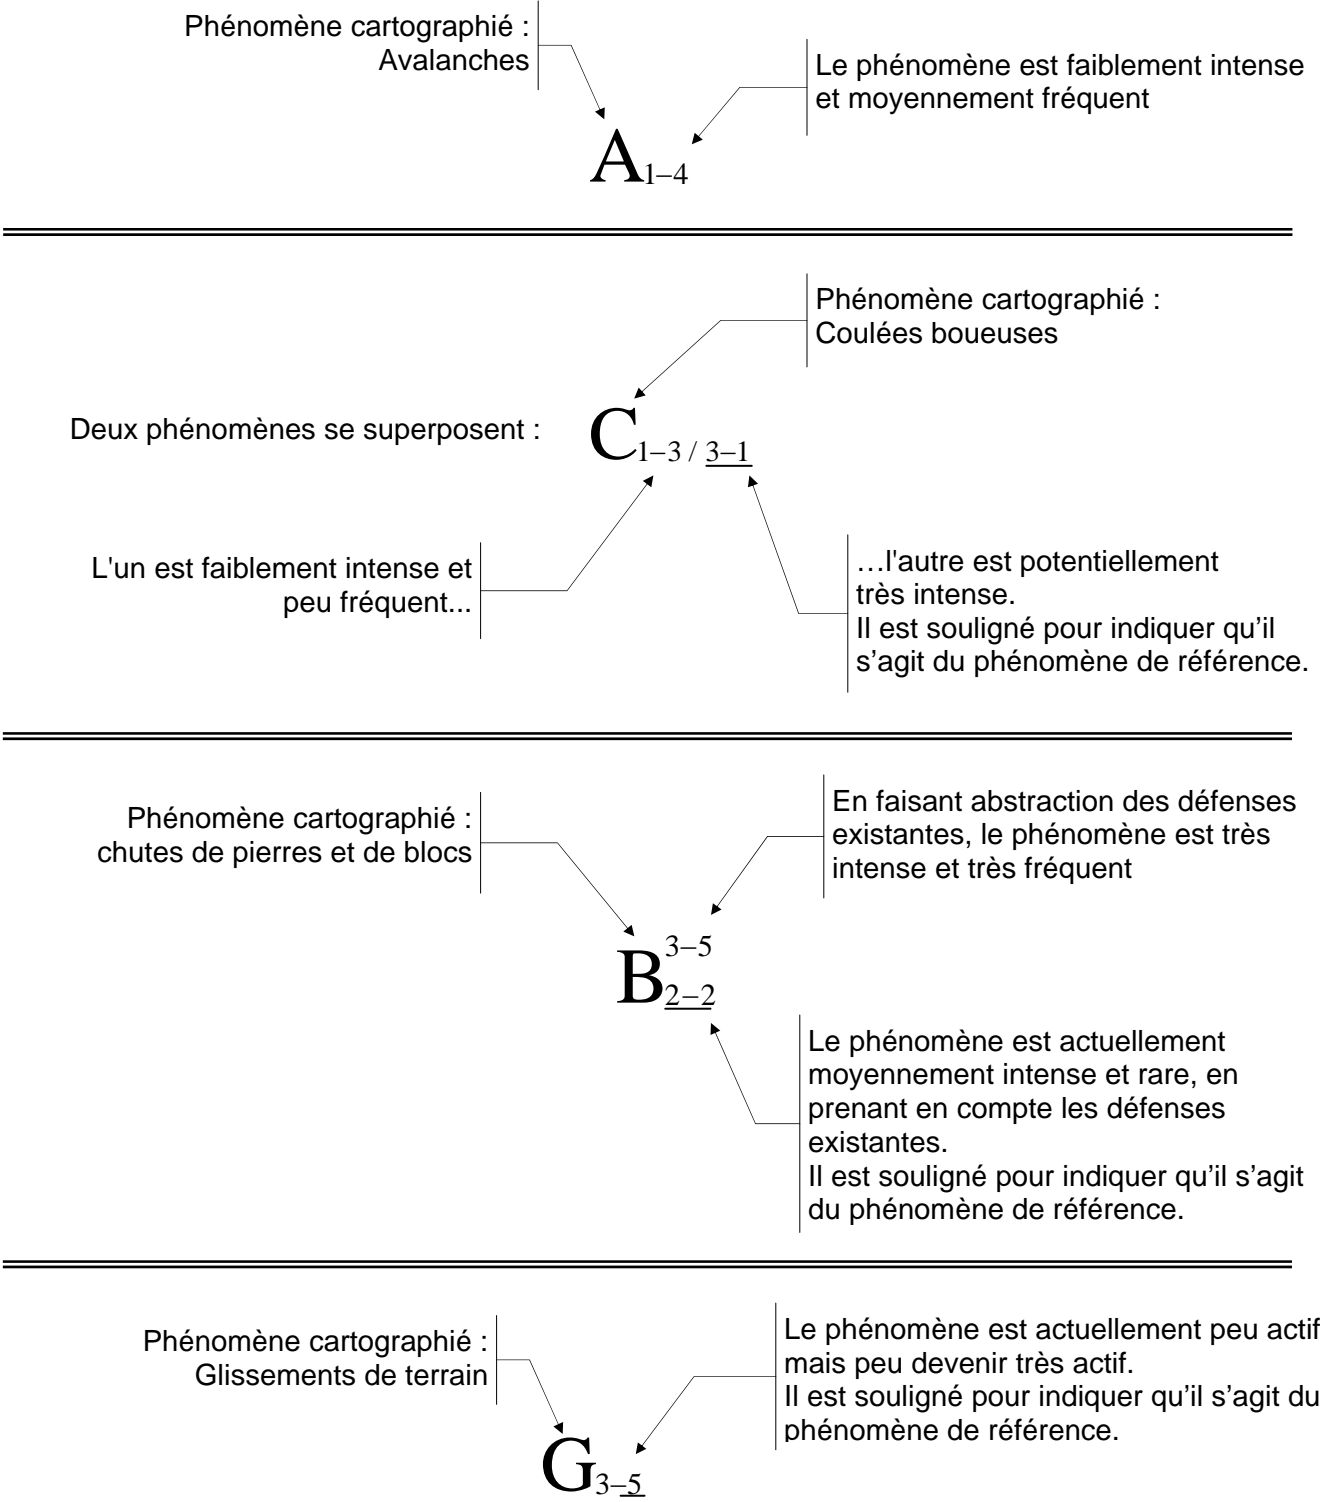 Phénomène cartographié :
Avalanches
Le phénomène est faiblement intense
et moyennement fréquent
A1–4
Phénomène cartographié :
Coulées boueuses
Deux phénomènes se superposent :
C1–3 / 3–1
L'un est faiblement intense et
peu fréquent...
…l'autre est potentiellement
très intense.
Il est souligné pour indiquer qu’il
s’agit du phénomène de référence.
Phénomène cartographié :
chutes de pierres et de blocs
En faisant abstraction des défenses
existantes, le phénomène est très
intense et très fréquent
3–5
B2–2
Le phénomène est actuellement
moyennement intense et rare, en
prenant en compte les défenses
existantes.
Il est souligné pour indiquer qu’il s’agit
du phénomène de référence.
Phénomène cartographié :
Glissements de terrain
Le phénomène est actuellement peu actif
mais peu devenir très actif.
Il est souligné pour indiquer qu’il s’agit du
phénomène de référence.
G3–5